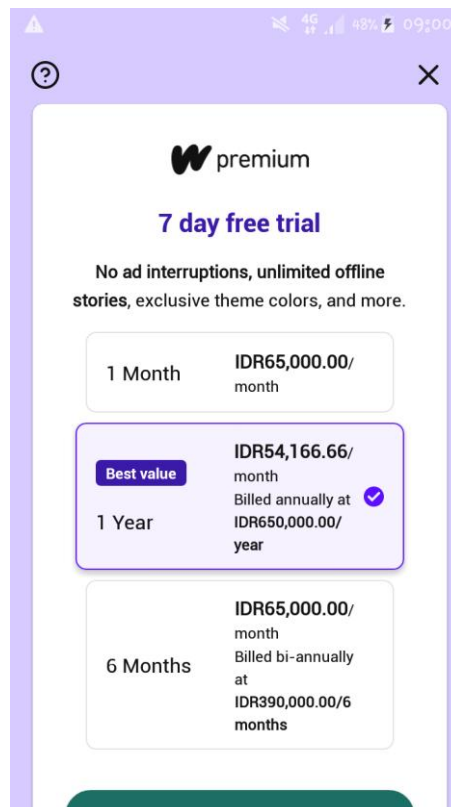 4G
48%
09:00
premium
7 day free trial
No ad interruptions, unlimited offline
stories, exclusive theme colors, and more.
1 Month
IDR65,000.00/
month
Best value
1 Year
IDR54,166.66/
month
Billed annually at
IDR650,000.00/
year
6 Months
IDR65,000.00/
month
Billed bi-annually
at
IDR390,000.00/6
months